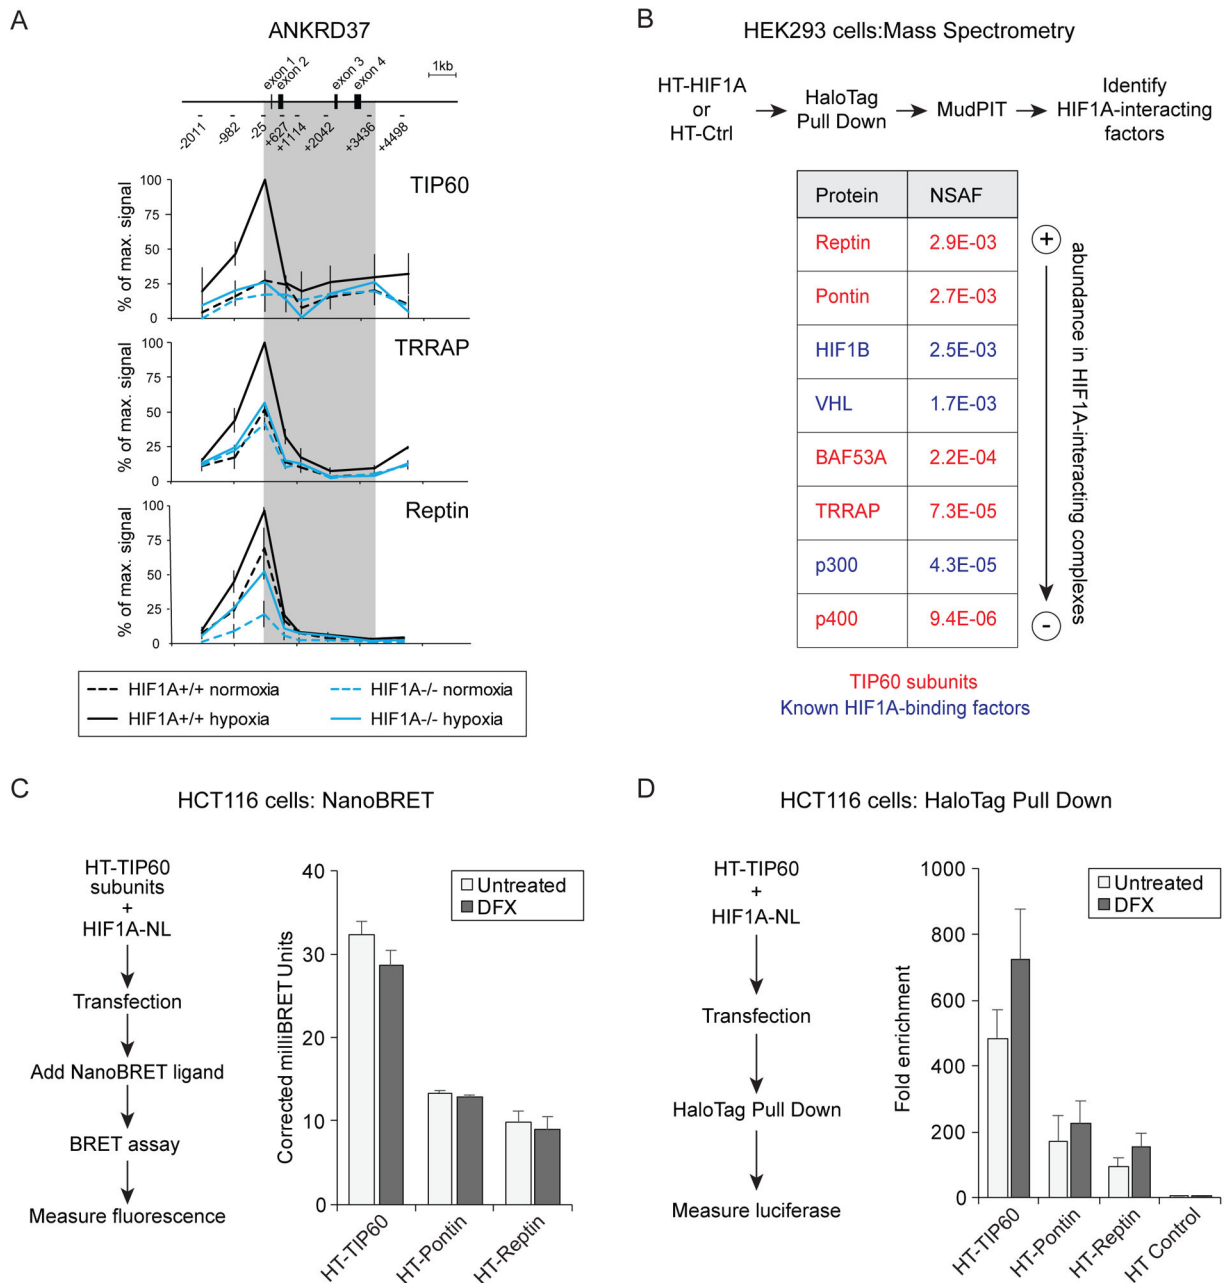 A
ANKRD37
exon 1
exon 2
exon 3
exon 4
1kb
-2011
-982
-25
+627
+1114
+2042
+3436
+4498
TIP60
% of max. signal
100
75
50
25
0
TRRAP
% of max. signal
100
75
50
25
0
Reptin
% of max. signal
100
75
50
25
0
HIF1A+/+ normoxia
HIF1A-/- normoxia
HIF1A+/+ hypoxia
HIF1A-/- hypoxia
B
HEK293 cells:Mass Spectrometry
HT-HIF1A
or
HT-Ctrl
HaloTag
Pull Down
MudPIT
Identify
HIF1A-interacting
factors
Protein NSAF
Reptin 2.9E-03
Pontin 2.7E-03
HIF1B 2.5E-03
VHL 1.7E-03
BAF53A 2.2E-04
TRRAP 7.3E-05
p300 4.3E-05
p400 9.4E-06
+
abundance in HIF1A-interacting complexes
-
TIP60 subunits
Known HIF1A-binding factors
C
HCT116 cells: NanoBRET
HT-TIP60
subunits
+
HIF1A-NL
Transfection
Add NanoBRET ligand
BRET assay
Measure fluorescence
Corrected milliBRET Units
40
30
20
10
0
Untreated
DFX
HT-TIP60
HT-Pontin
HT-Reptin
D
HCT116 cells: HaloTag Pull Down
HT-TIP60
+
HIF1A-NL
Transfection
HaloTag Pull Down
Measure luciferase
Fold enrichment
1000
800
600
400
200
0
Untreated
DFX
HT-TIP60
HT-Pontin
HT-Reptin
HT Control